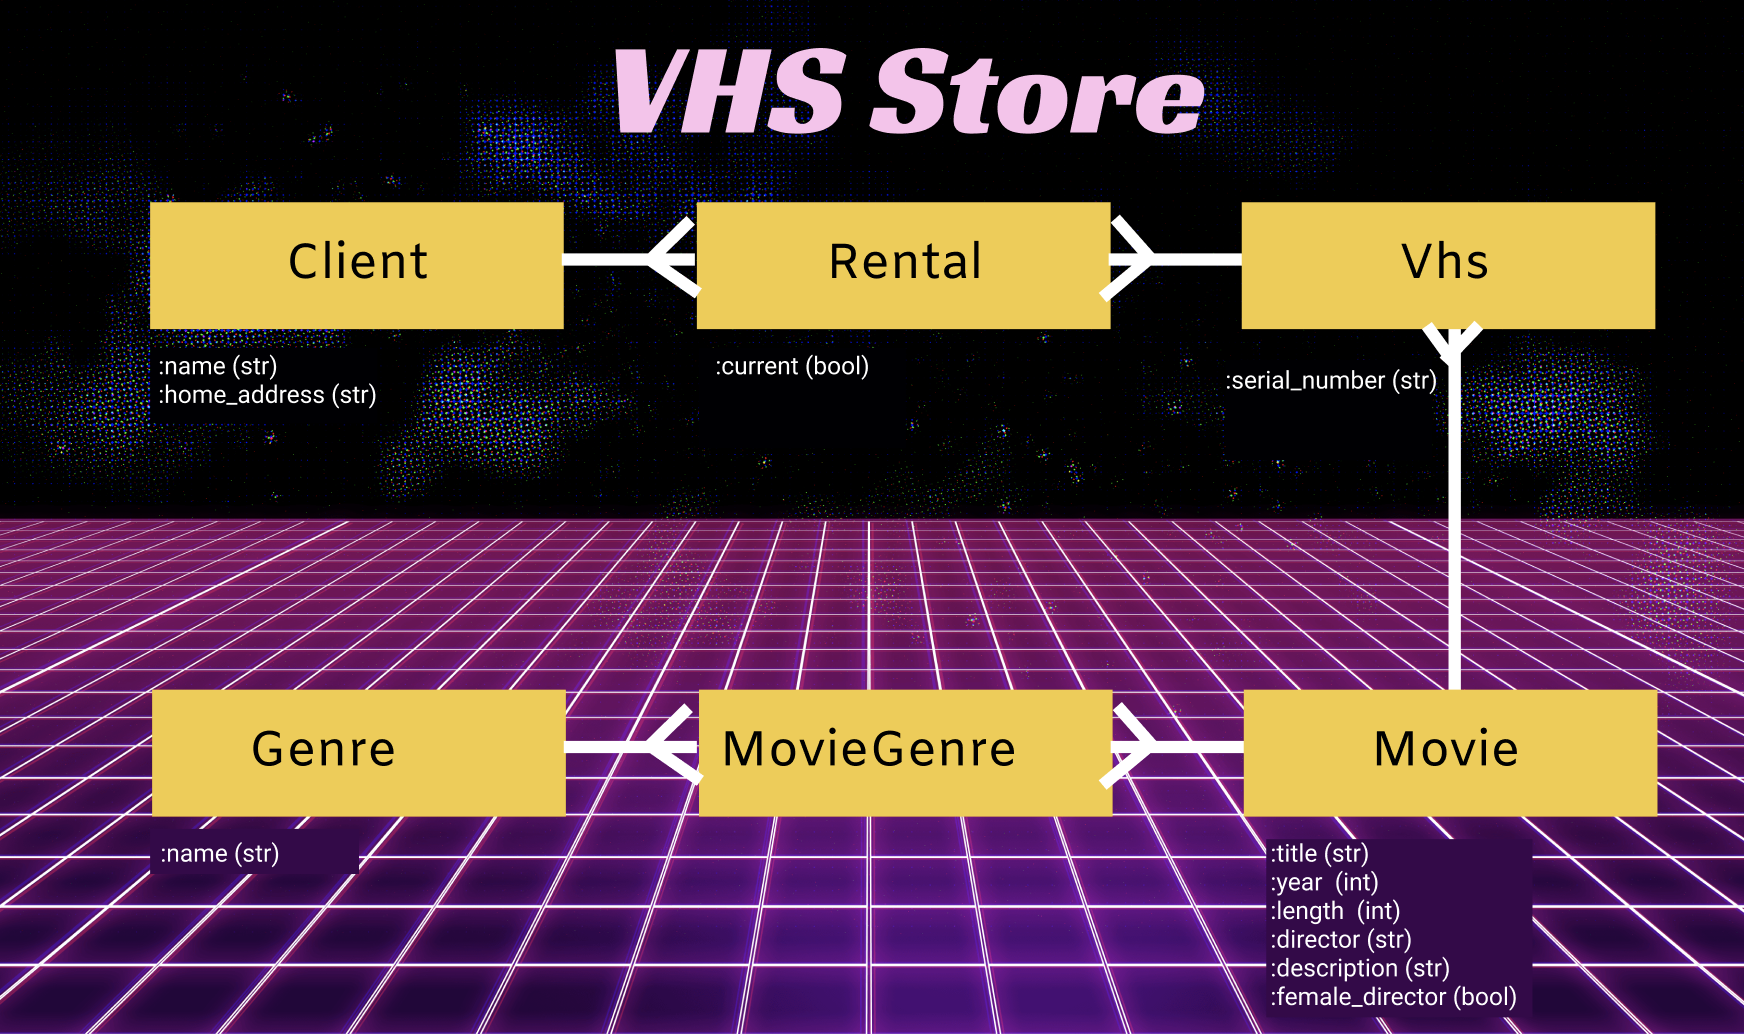 VHS Store
Client
Rental
Vhs
:name (str)
:home_address (str)
:current (bool)
:serial_number (str)
Genre
MovieGenre
Movie
:name (str)
:title (str)
:year  (int)
:length  (int)
:director (str)
:description (str)
:female_director (bool)